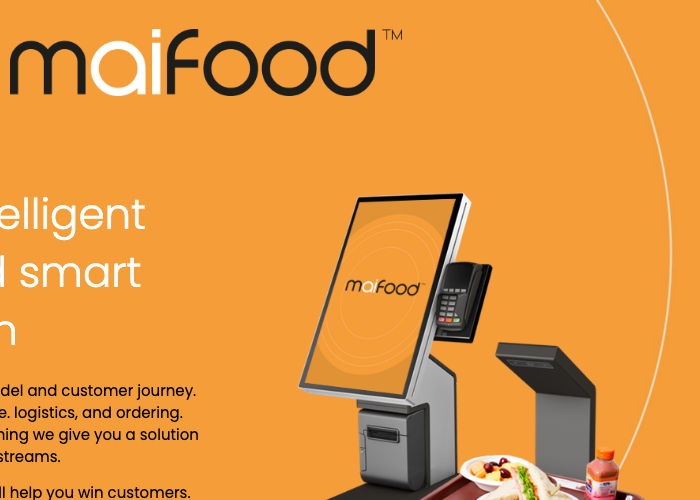 maifood™
elligent
smart
del and customer journey.
e. logistics, and ordering.
ning we give you a solution
streams.
maiFood
ll help you win customers.